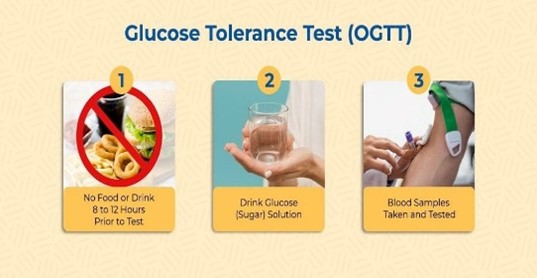 Glucose Tolerance Test (OGTT)
1
No Food or Drink
8 to 12 Hours
Prior to Test
2
Drink Glucose
(Sugar) Solution
3
Blood Samples
Taken and Tested